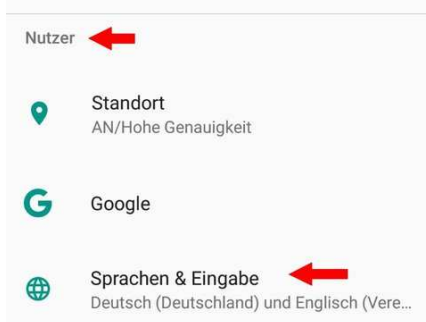 Nutzer
Standort
AN/Hohe Genauigkeit
Google
Sprachen & Eingabe
Deutsch (Deutschland) und Englisch (Vere...